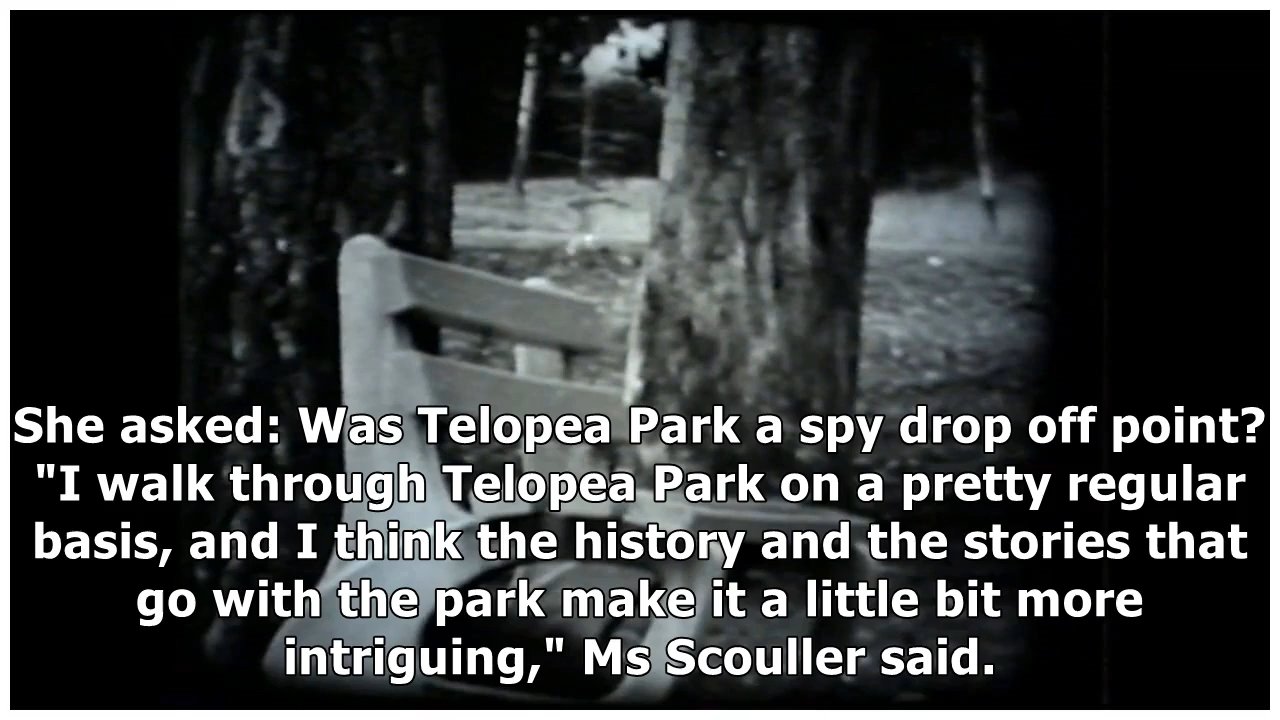 She asked: Was Telopea Park a spy drop off point?
"I walk through Telopea Park on a pretty regular
basis, and I think the history and the stories that
go with the park make it a little bit more
intriguing," Ms Scouller said.